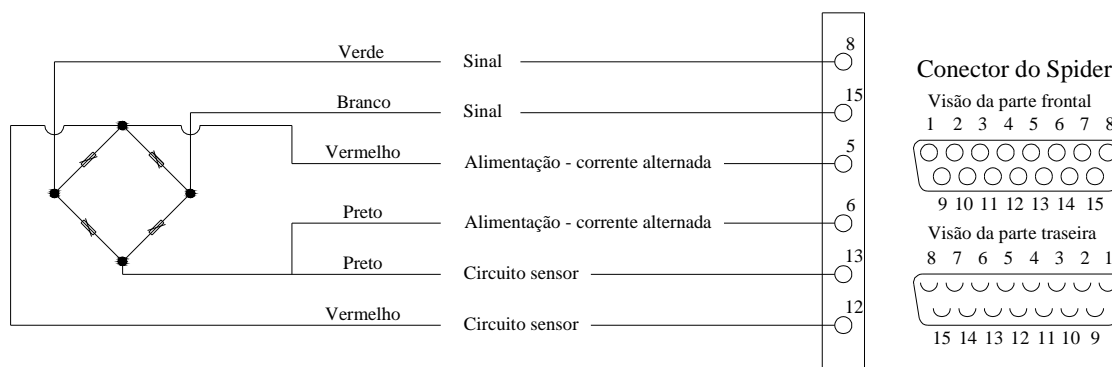 Verde Sinal 8
Branco Sinal 15
Vermelho Alimentação - corrente alternada 5
Preto Alimentação - corrente alternada 6
Preto Circuito sensor 13
Vermelho Circuito sensor 12
Conector do Spider
Visão da parte frontal
1 2 3 4 5 6 7 8
9 10 11 12 13 14 15
Visão da parte traseira
8 7 6 5 4 3 2 1
15 14 13 12 11 10 9